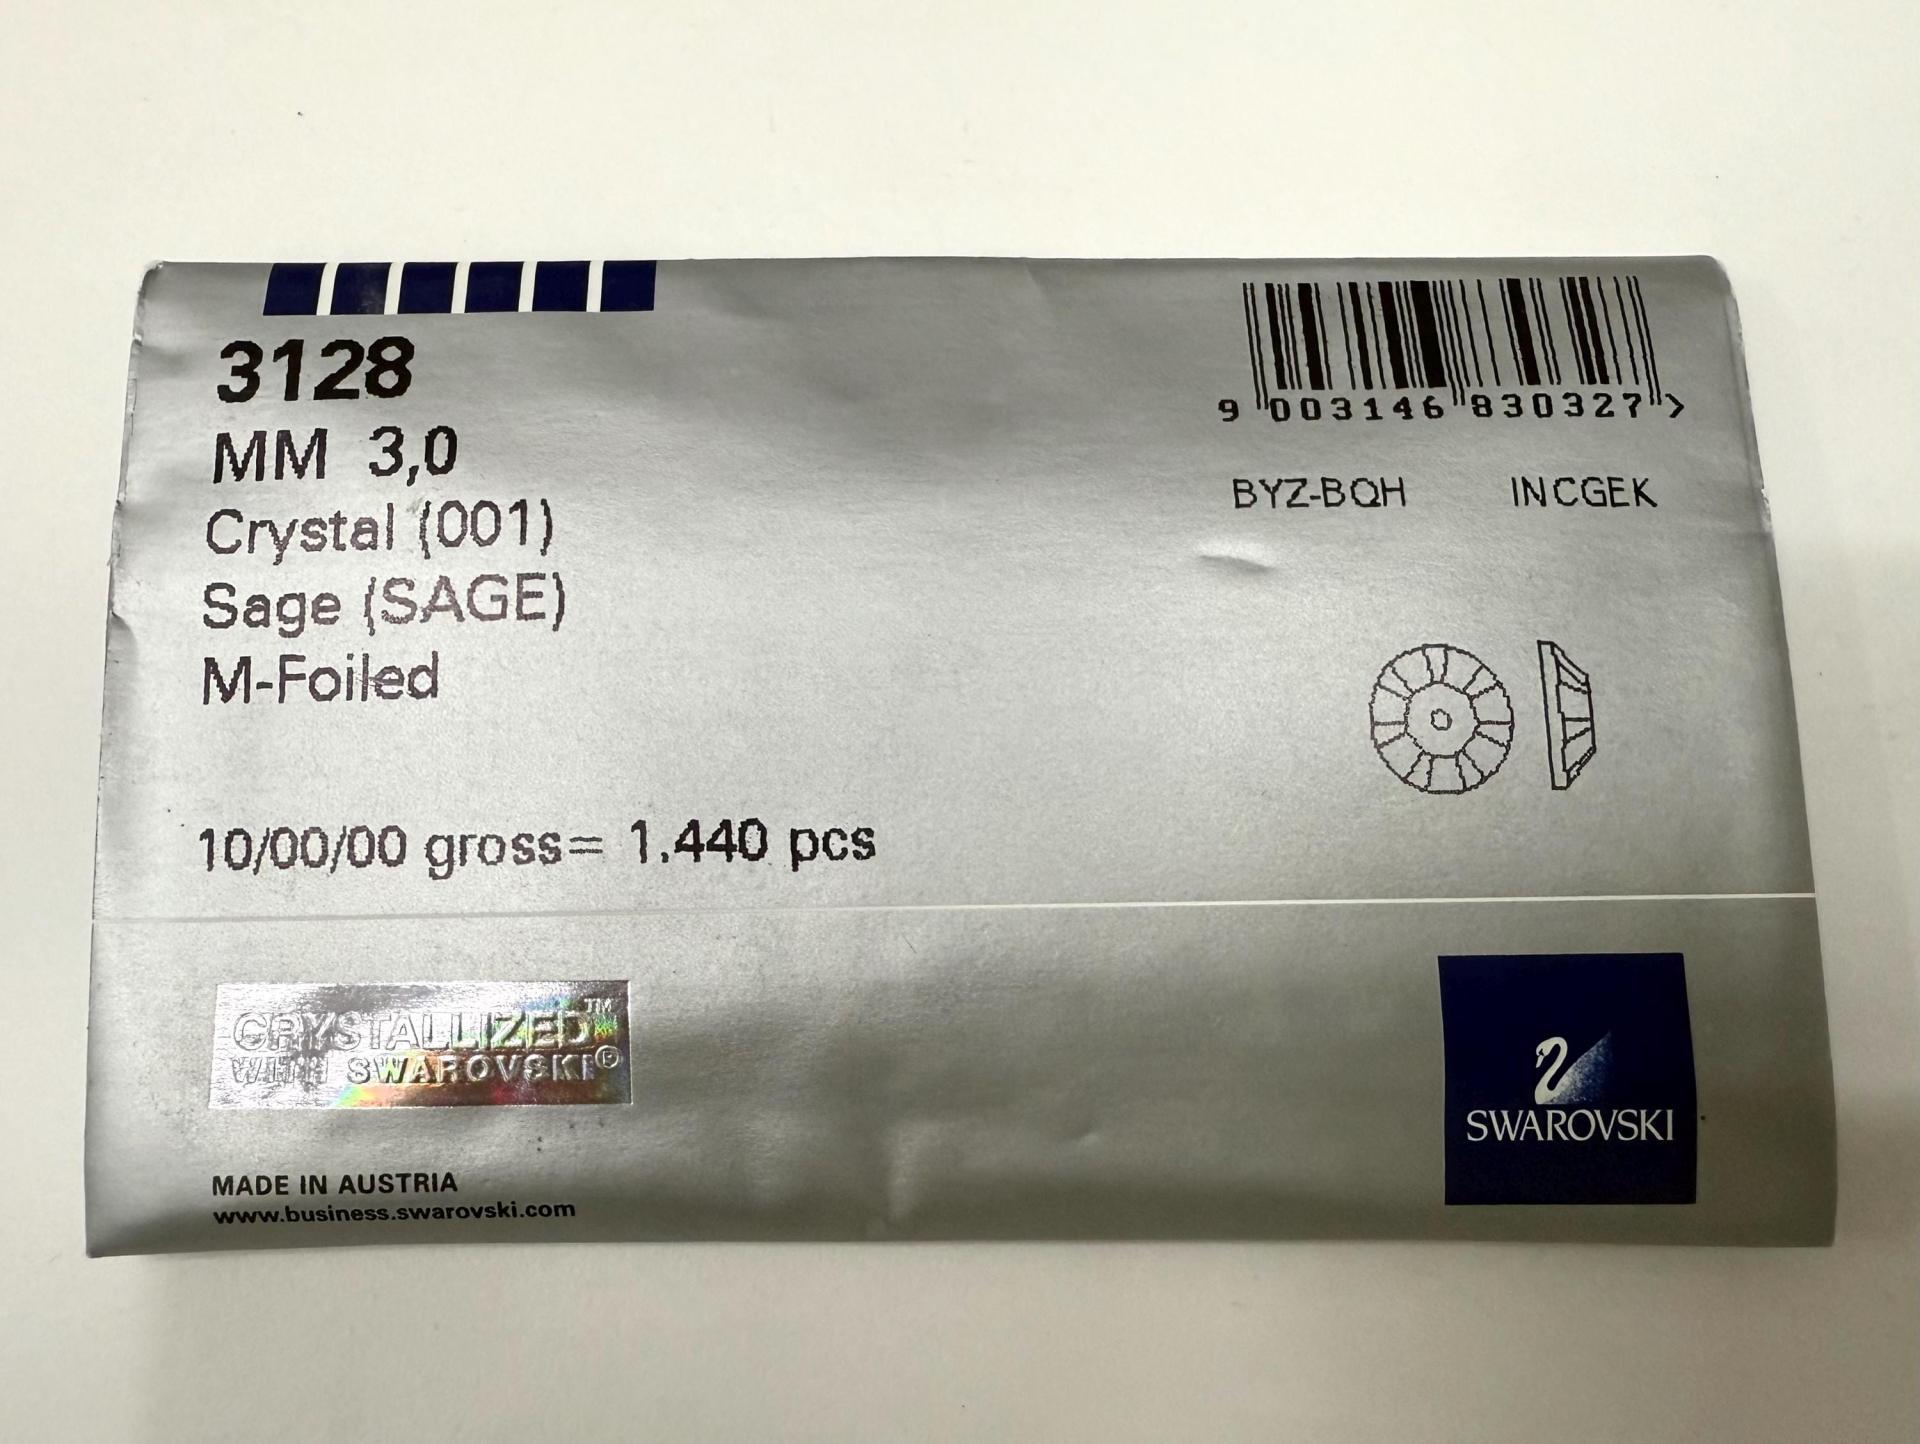 3128
MM 3,0
Crystal (001)
Sage (SAGE)
M-Foiled
10/00/00 gross= 1.440 pcs
9 003146 830327 >
BYZ-BQH INCGEK
CRYSTALLIZED™
WITH SWAROVSKI®
MADE IN AUSTRIA
www.business.swarovski.com
SWAROVSKI